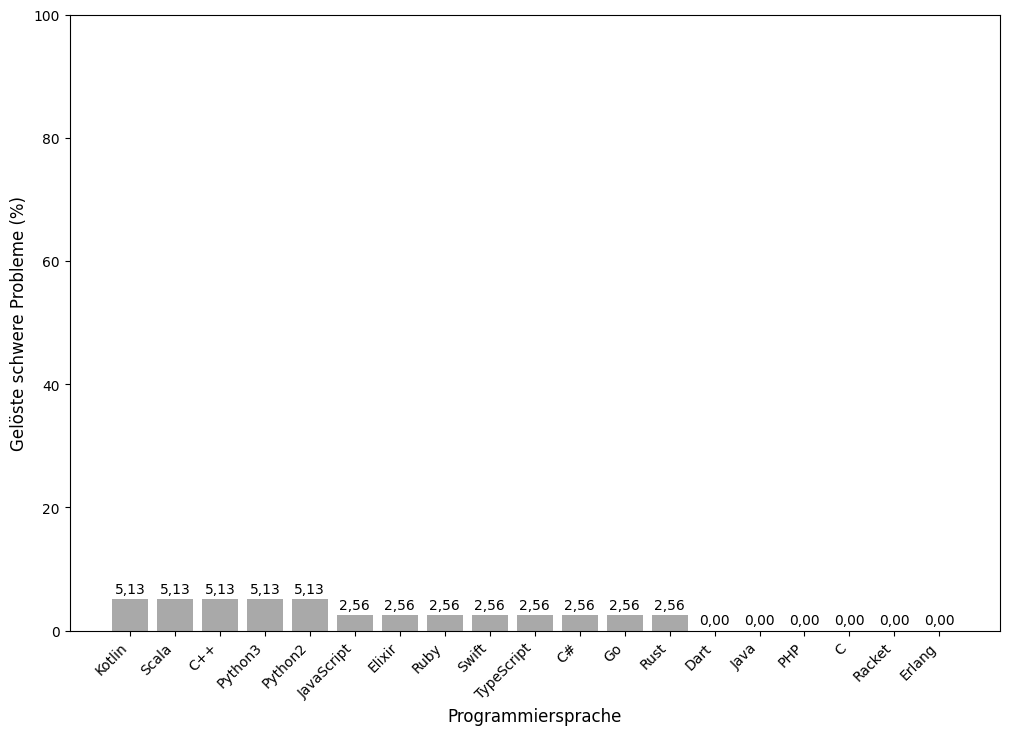 100
80
60
40
20
0
Gelöste schwere Probleme (%)
5,13 5,13 5,13 5,13 5,13 2,56 2,56 2,56 2,56 2,56 2,56 2,56 2,56 0,00 0,00 0,00 0,00 0,00 0,00
Kotlin Scala C++ Python3 Python2 JavaScript Elixir Ruby Swift TypeScript C# Go Rust Dart Java PHP C Racket Erlang
Programmiersprache